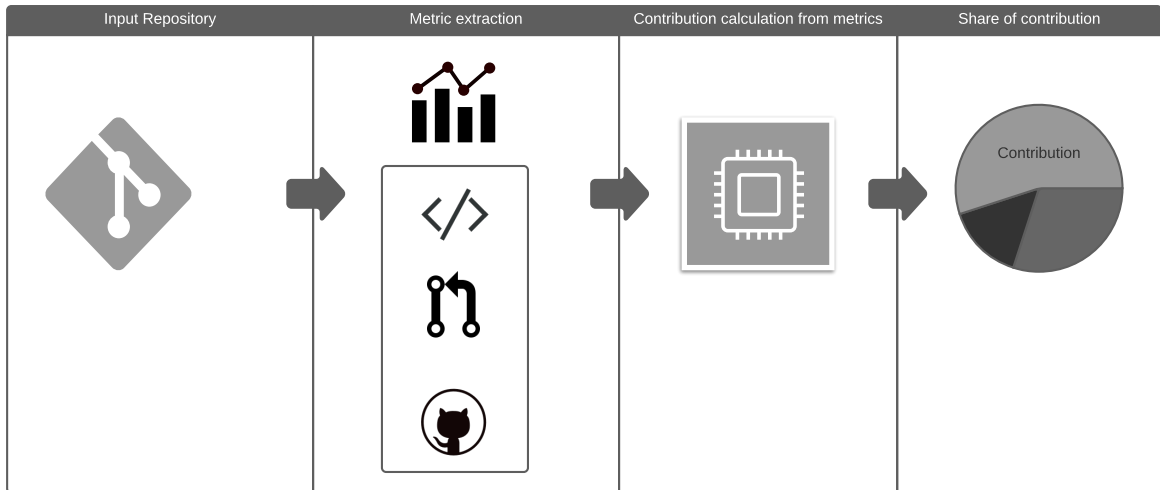 Input Repository
Metric extraction
Contribution calculation from metrics
Share of contribution
Contribution